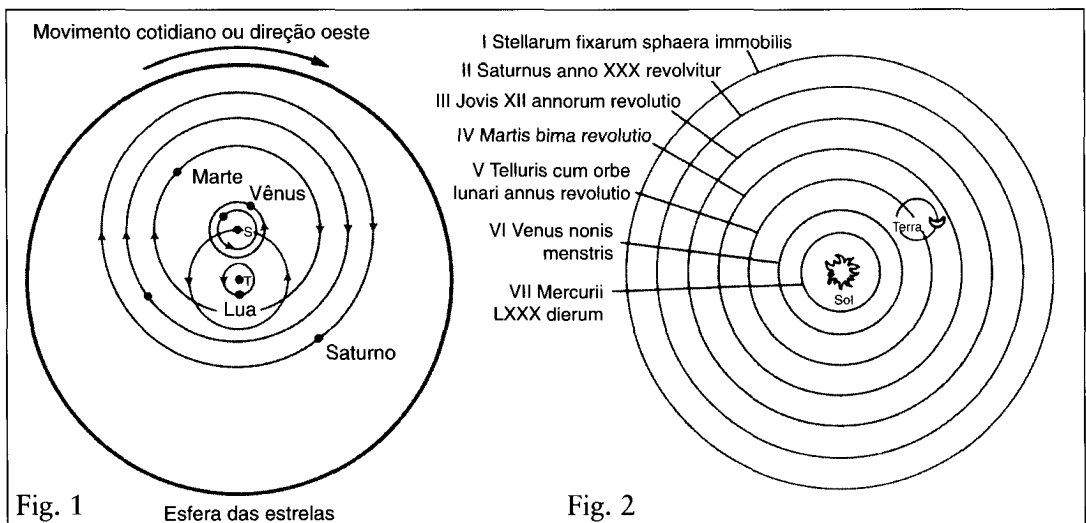 Movimento cotidiano ou direção oeste
Marte
Vênus
S
T
Lua
Saturno
Esfera das estrelas
Fig. 1
I Stellarum fixarum sphaera immobilis
II Saturnus anno XXX revolvitur
III Jovis XII annorum revolutio
IV Martis bima revolutio
V Telluris cum orbe
lunari annus revolutio
VI Venus nonis
menstris
VII Mercurii
LXXX dierum
Terra
Sol
Fig. 2